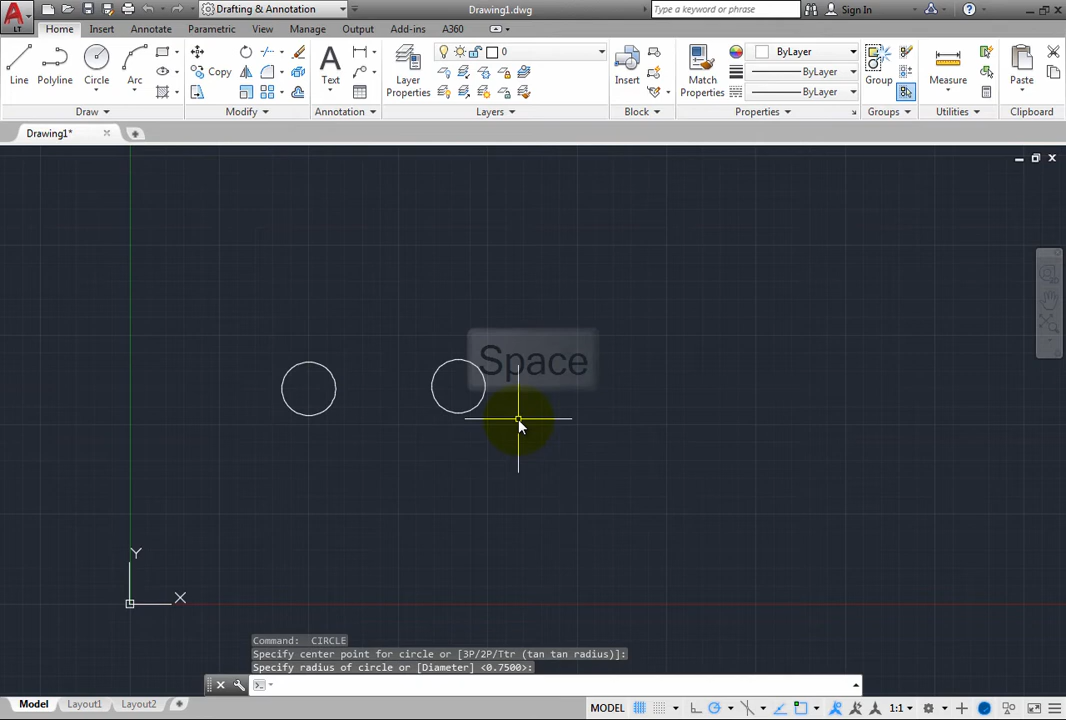 Drafting & Annotation
Drawing1.dwg
Type a keyword or phrase
Sign In
LT
Home
Insert
Annotate
Parametric
View
Manage
Output
Add-ins
A360
Line
Polyline
Circle
Arc
Copy
Text
Layer
Properties
0
Insert
Match
Properties
ByLayer
ByLayer
ByLayer
Group
Measure
Paste
Draw
Modify
Annotation
Layers
Block
Properties
Groups
Utilities
Clipboard
Drawing1*
Space
Y
X
Command: CIRCLE
Specify center point for circle or [3P/2P/Ttr (tan tan radius)]:
Specify radius of circle or [Diameter] <0.7500>:
Model
Layout1
Layout2
MODEL
1:1